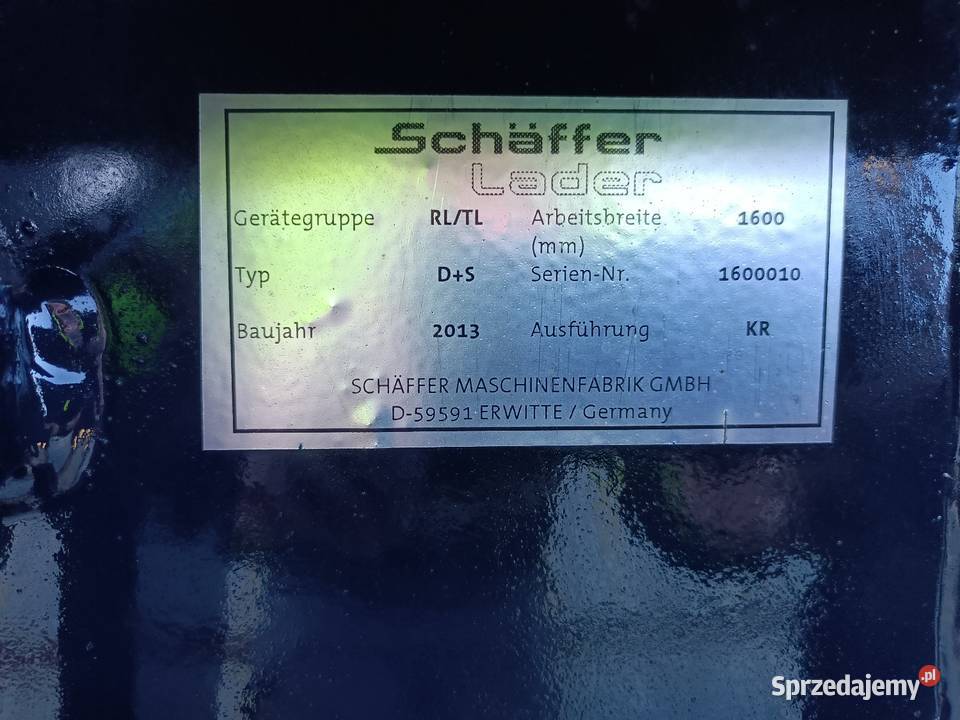 Schäffer
Lader
Gerätegruppe RL/TL Arbeitsbreite 1600
(mm)
Typ D+S Serien-Nr. 1600010
Baujahr 2013 Ausführung KR
SCHÄFFER MASCHINENFABRIK GMBH
D-59591 ERWITTE / Germany
Sprzedajemy.pl